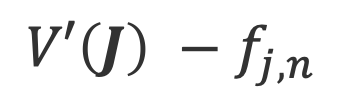 V′(J) − f_{j,n}